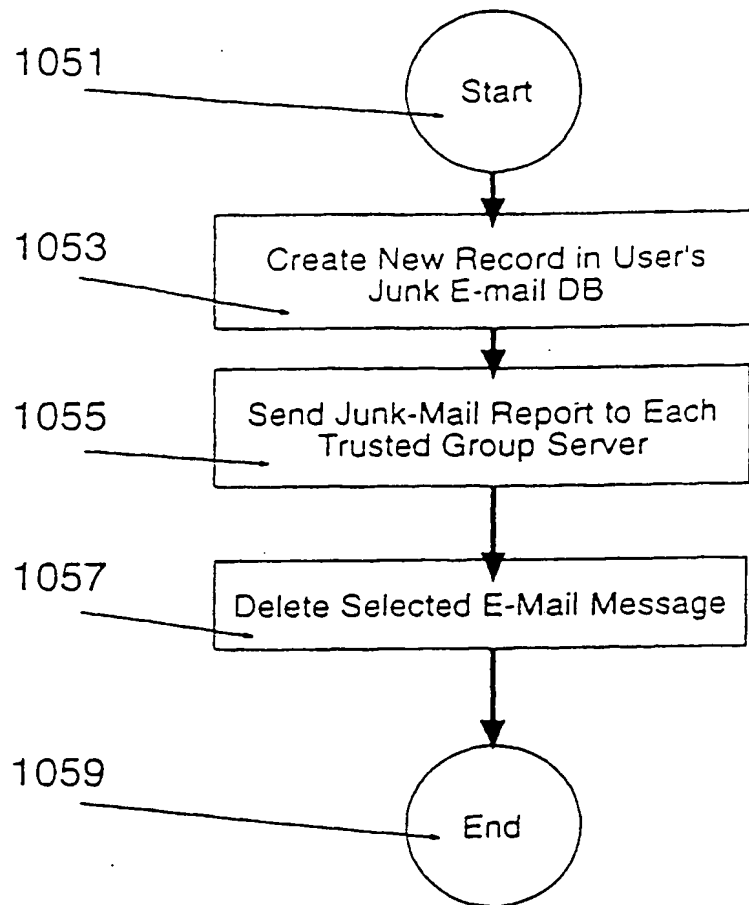 1051
Start
1053
Create New Record in User's
Junk E-mail DB
1055
Send Junk-Mail Report to Each
Trusted Group Server
1057
Delete Selected E-Mail Message
1059
End